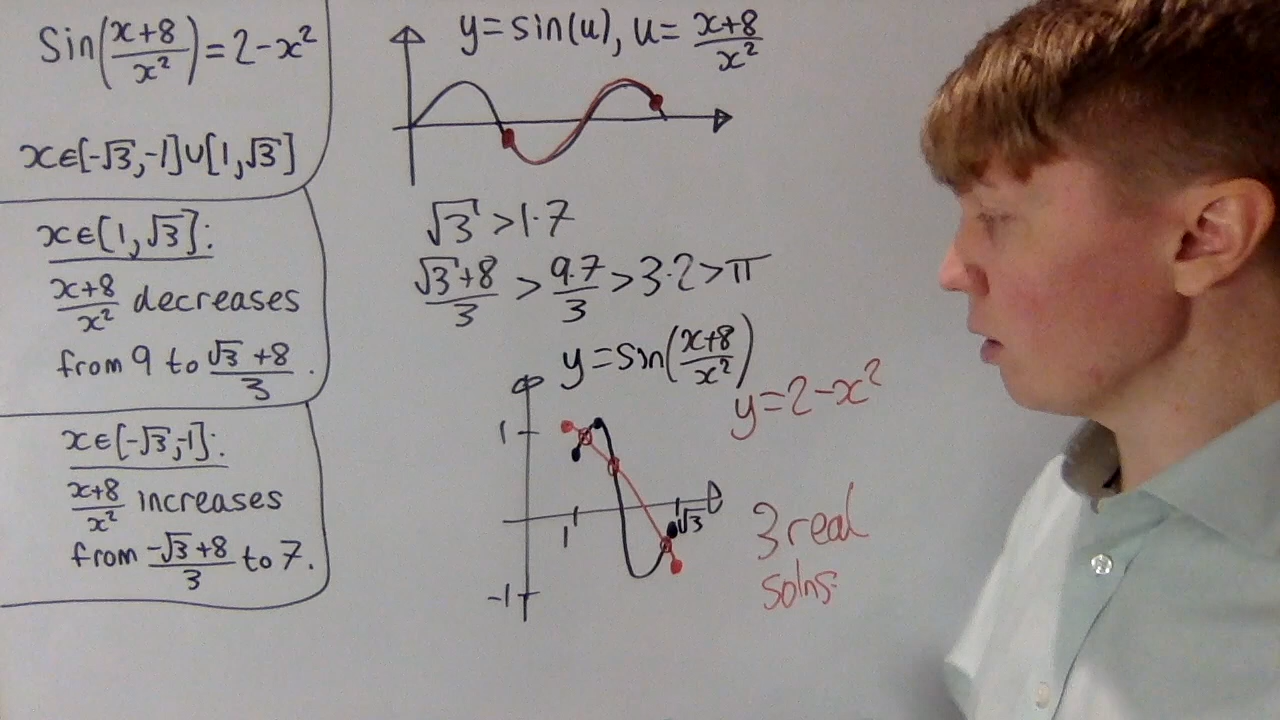 Sin((x+8)/x²) = 2-x²
x∈[-√3,-1]∪[1,√3]
x∈[1,√3]:
(x+8)/x² decreases
from 9 to (√3+8)/3.
x∈[-√3,-1]:
(x+8)/x² increases
from (-√3+8)/3 to 7.
y=sin(u), u=(x+8)/x²
√3>1·7
(√3+8)/3 > 9.7/3 > 3·2 > π
y=sin((x+8)/x²)
y=2-x²
1
1
√3
-1
3 real
solns.